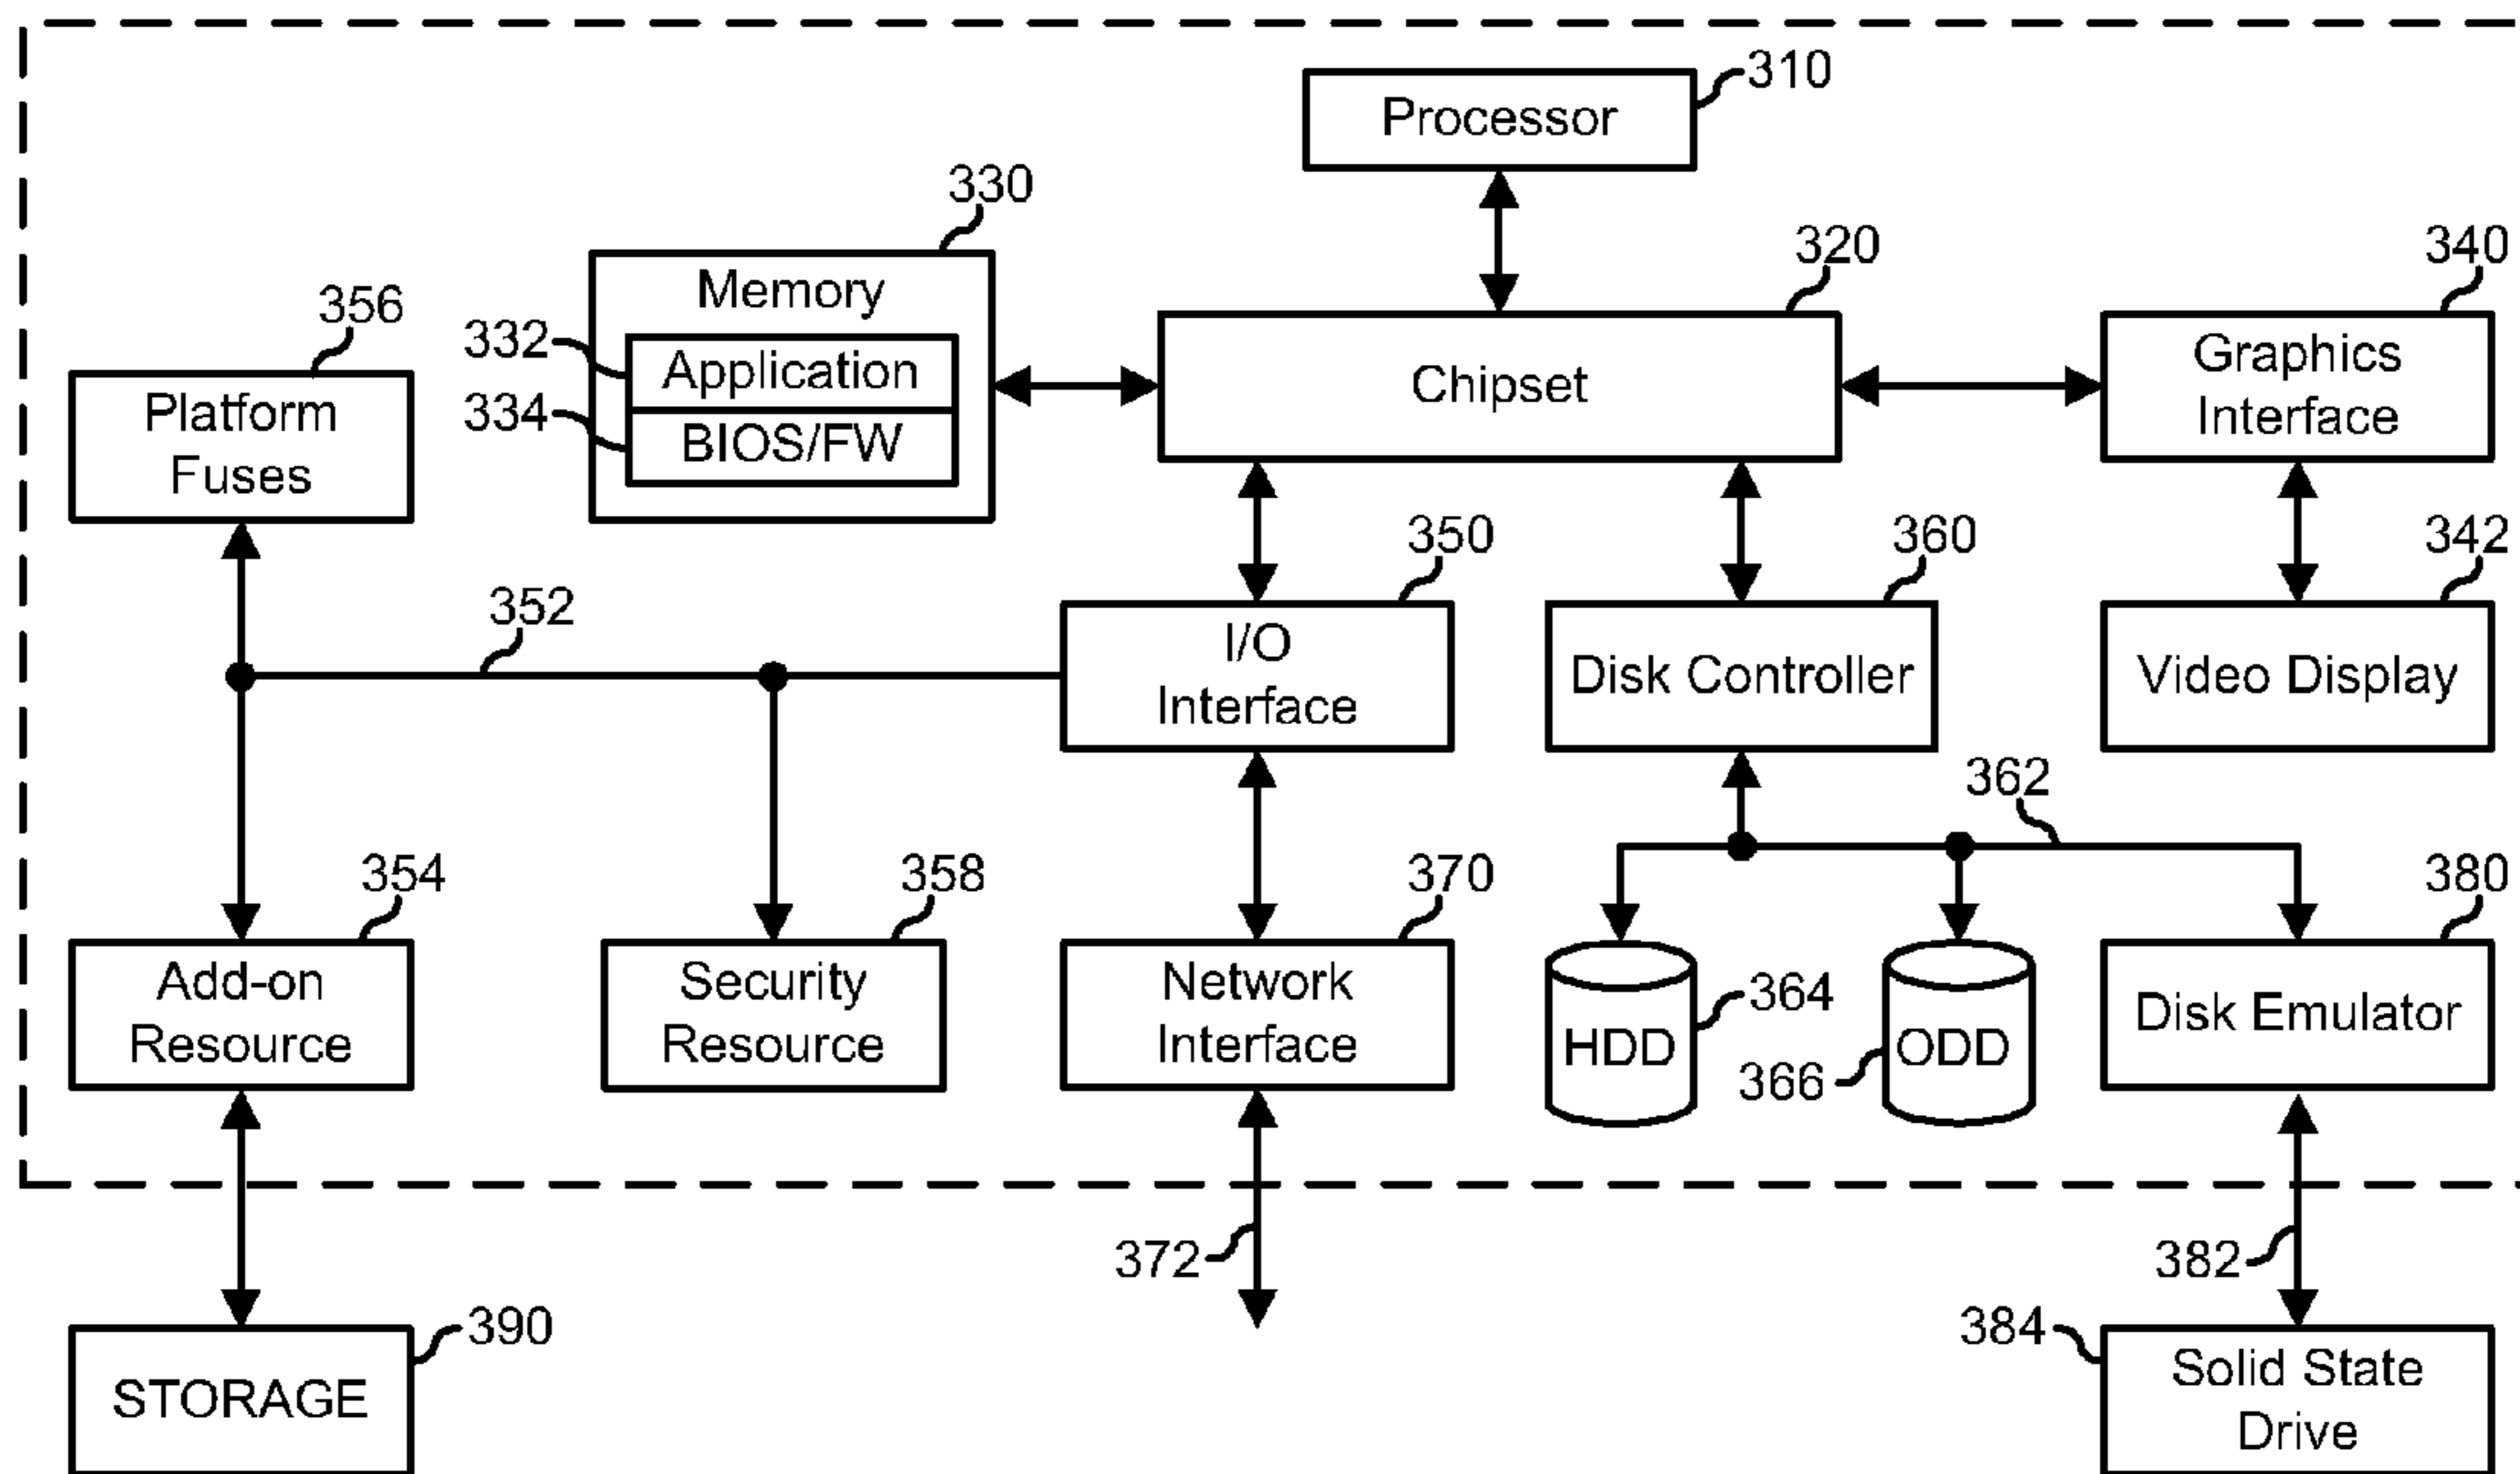 310
Processor
330
320
340
356
Memory
332
Application
334
BIOS/FW
Chipset
Graphics
Interface
Platform
Fuses
352
350
360
342
I/O
Interface
Disk Controller
Video Display
362
354
358
370
380
Add-on
Resource
Security
Resource
Network
Interface
HDD
364
366
ODD
Disk Emulator
372
382
390
384
STORAGE
Solid State
Drive